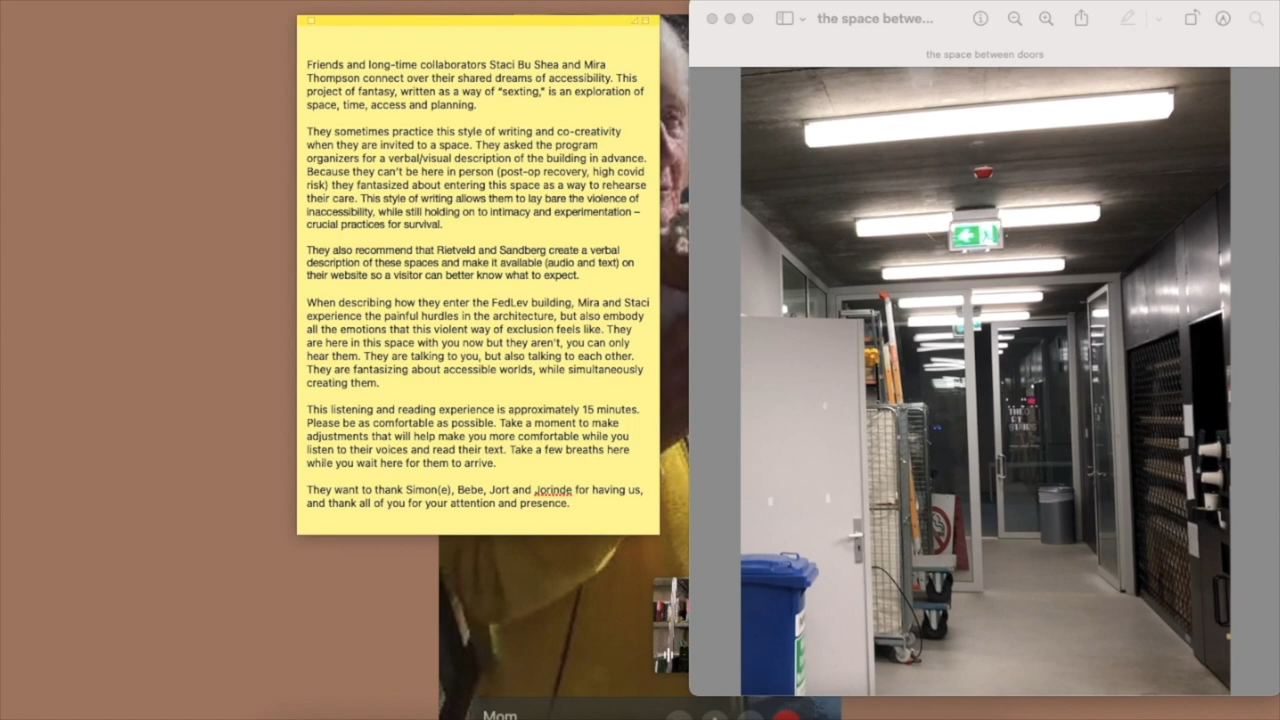 Friends and long-time collaborators Staci Bu Shea and Mira
Thompson connect over their shared dreams of accessibility. This
project of fantasy, written as a way of “sexting,” is an exploration of
space, time, access and planning.
They sometimes practice this style of writing and co-creativity
when they are invited to a space. They asked the program
organizers for a verbal/visual description of the building in advance.
Because they can’t be here in person (post-op recovery, high covid
risk) they fantasized about entering this space as a way to rehearse
their care. This style of writing allows them to lay bare the violence of
inaccessibility, while still holding on to intimacy and experimentation –
crucial practices for survival.
They also recommend that Rietveld and Sandberg create a verbal
description of these spaces and make it available (audio and text) on
their website so a visitor can better know what to expect.
When describing how they enter the FedLev building, Mira and Staci
experience the painful hurdles in the architecture, but also embody
all the emotions that this violent way of exclusion feels like. They
are here in this space with you now but they aren’t, you can only
hear them. They are talking to you, but also talking to each other.
They are fantasizing about accessible worlds, while simultaneously
creating them.
This listening and reading experience is approximately 15 minutes.
Please be as comfortable as possible. Take a moment to make
adjustments that will help make you more comfortable while you
listen to their voices and read their text. Take a few breaths here
while you wait here for them to arrive.
They want to thank Simon(e), Bebe, Jort and Jorinde for having us,
and thank all of you for your attention and presence.
the space betwe...
the space between doors
Mom